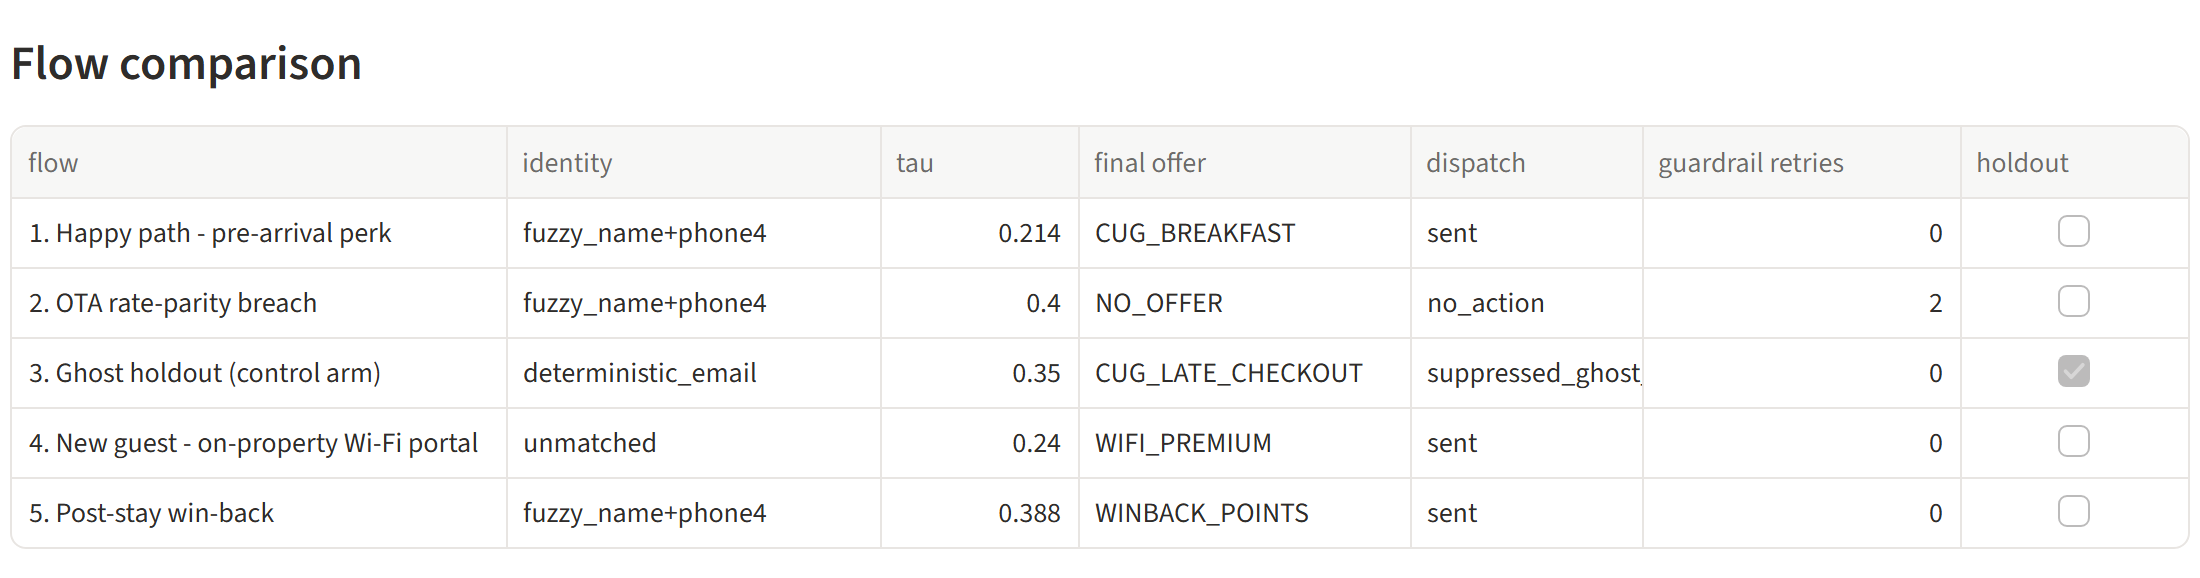 Flow comparison
flow identity tau final offer dispatch guardrail retries holdout
1. Happy path - pre-arrival perk fuzzy_name+phone4 0.214 CUG_BREAKFAST sent 0
2. OTA rate-parity breach fuzzy_name+phone4 0.4 NO_OFFER no_action 2
3. Ghost holdout (control arm) deterministic_email 0.35 CUG_LATE_CHECKOUT suppressed_ghost_ 0
4. New guest - on-property Wi-Fi portal unmatched 0.24 WIFI_PREMIUM sent 0
5. Post-stay win-back fuzzy_name+phone4 0.388 WINBACK_POINTS sent 0